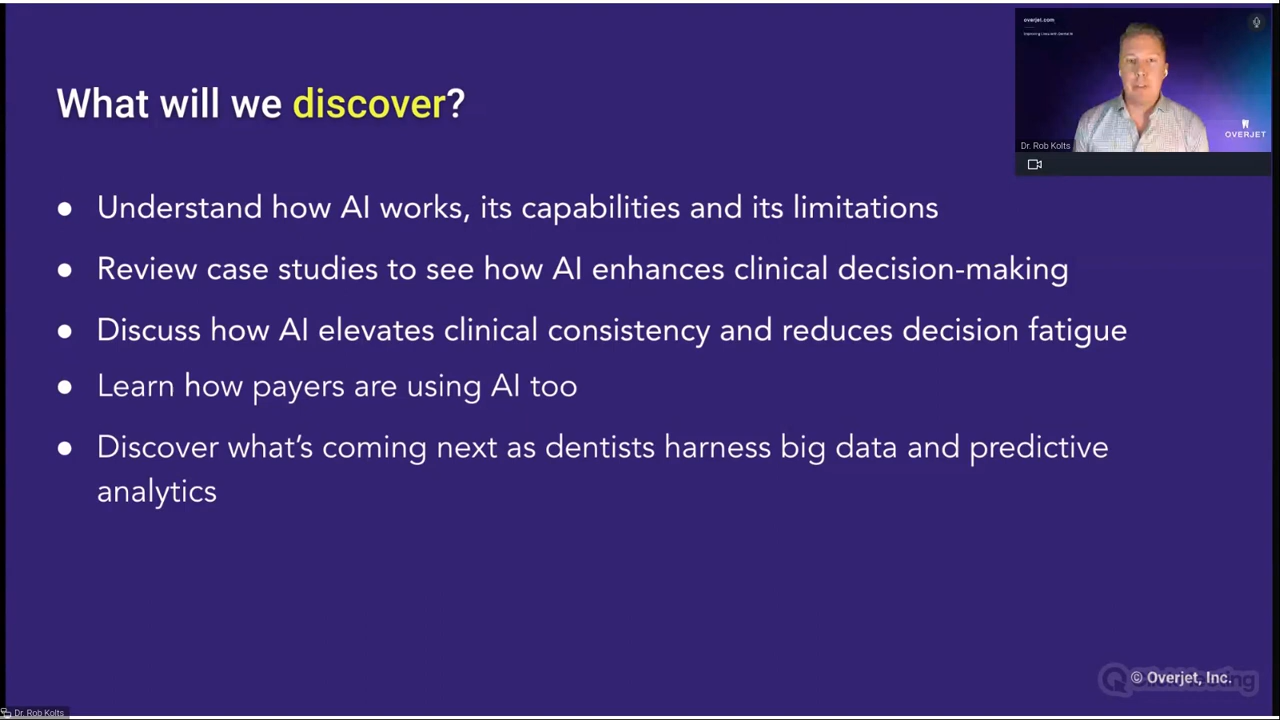 overjet.com
What will we discover?
Dr. Rob Kolts
OVERJET
● Understand how AI works, its capabilities and its limitations
● Review case studies to see how AI enhances clinical decision-making
● Discuss how AI elevates clinical consistency and reduces decision fatigue
● Learn how payers are using AI too
● Discover what’s coming next as dentists harness big data and predictive
analytics
© Overjet, Inc.
Dr. Rob Kolts